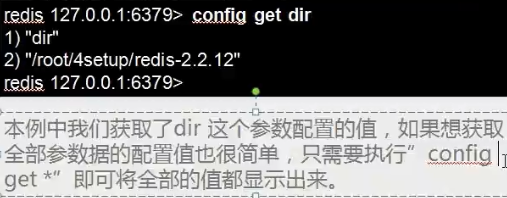 redis 127.0.0.1:6379> config get dir
1) "dir"
2) "/root/4setup/redis-2.2.12"
redis 127.0.0.1:6379>
本例中我们获取了dir 这个参数配置的值，如果想获取
全部参数据的配置值也很简单，只需要执行”config
get *”即可将全部的值都显示出来。